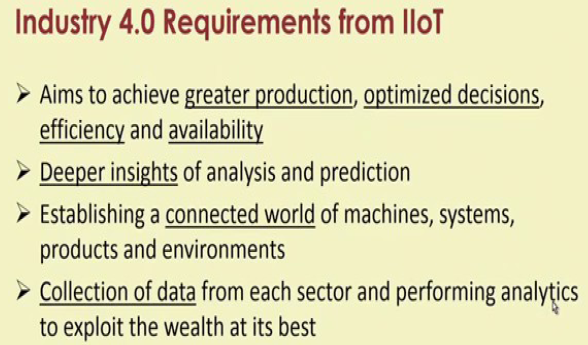 Industry 4.0 Requirements from IIoT
➤ Aims to achieve greater production, optimized decisions,
efficiency and availability
➤ Deeper insights of analysis and prediction
➤ Establishing a connected world of machines, systems,
products and environments
➤ Collection of data from each sector and performing analytics
to exploit the wealth at its best